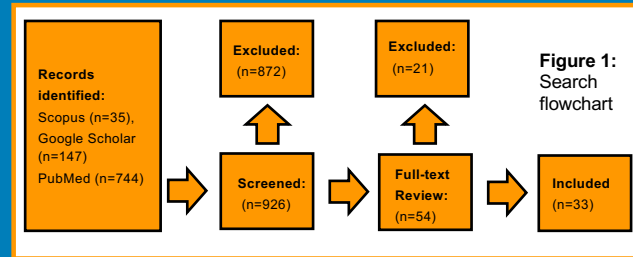 Records
identified:
Scopus (n=35),
Google Scholar
(n=147)
PubMed (n=744)
Excluded:
(n=872)
Screened:
(n=926)
Excluded:
(n=21)
Full-text
Review:
(n=54)
Included
(n=33)
Figure 1:
Search
flowchart